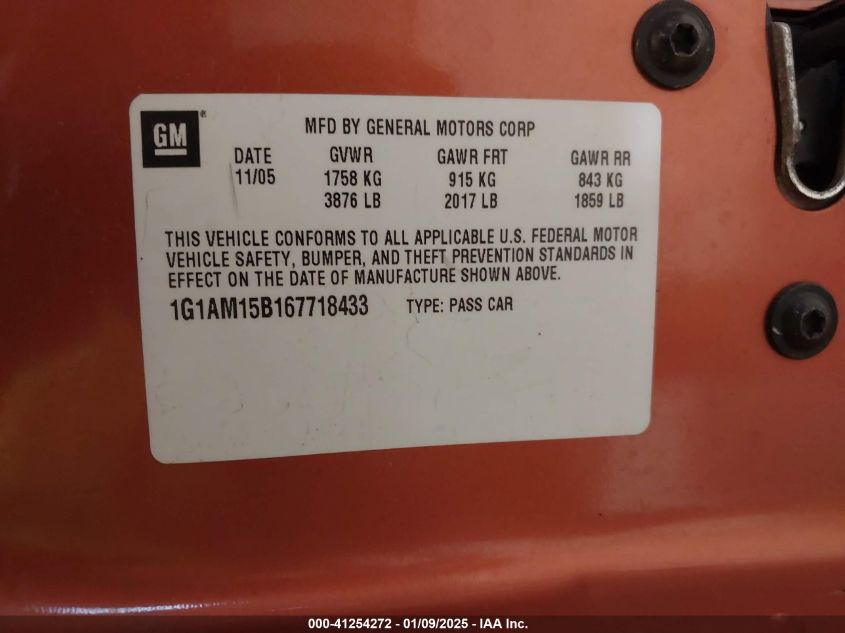 GM®
MFD BY GENERAL MOTORS CORP
DATE GVWR GAWR FRT GAWR RR
11/05 1758 KG 915 KG 843 KG
3876 LB 2017 LB 1859 LB
THIS VEHICLE CONFORMS TO ALL APPLICABLE U.S. FEDERAL MOTOR
VEHICLE SAFETY, BUMPER, AND THEFT PREVENTION STANDARDS IN
EFFECT ON THE DATE OF MANUFACTURE SHOWN ABOVE.
1G1AM15B167718433 TYPE: PASS CAR
000-41254272 - 01/09/2025 - IAA Inc.